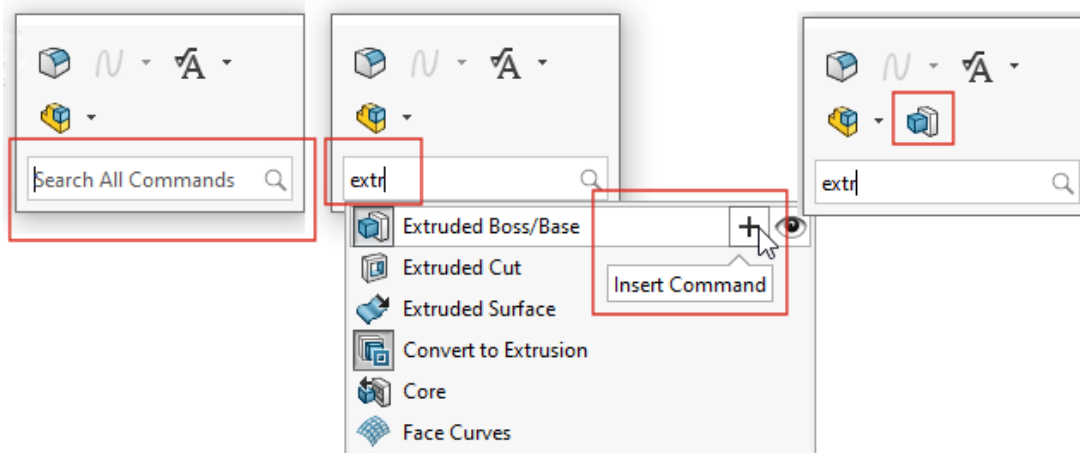 Search All Commands
extr
Extruded Boss/Base
Insert Command
Extruded Cut
Extruded Surface
Convert to Extrusion
Core
Face Curves
extr